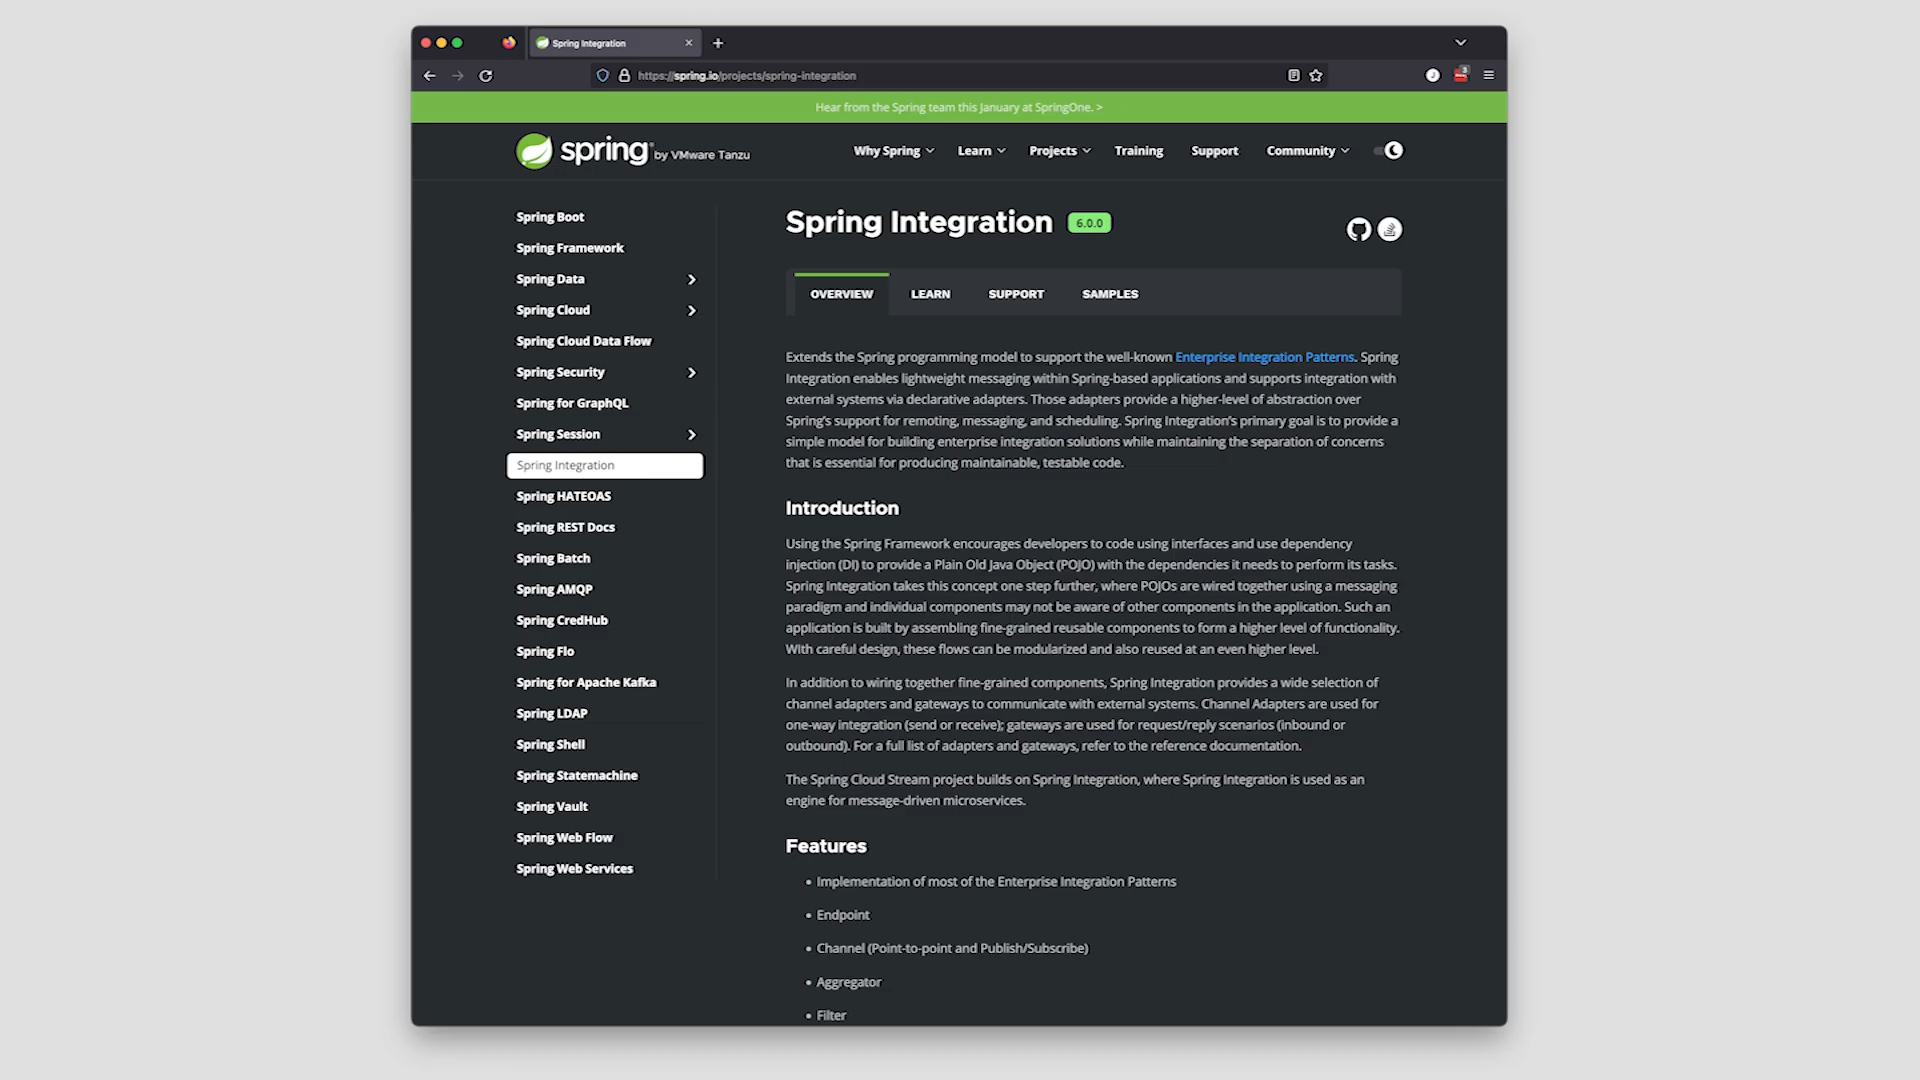 Spring Integration
https://spring.io/projects/spring-integration
3
Hear from the Spring team this January at SpringOne. >
spring by VMware Tanzu
Why Spring
Learn
Projects
Training
Support
Community
Spring Boot
Spring Framework
Spring Data
Spring Cloud
Spring Cloud Data Flow
Spring Security
Spring for GraphQL
Spring Session
Spring Integration
Spring HATEOAS
Spring REST Docs
Spring Batch
Spring AMQP
Spring CredHub
Spring Flo
Spring for Apache Kafka
Spring LDAP
Spring Shell
Spring Statemachine
Spring Vault
Spring Web Flow
Spring Web Services
Spring Integration 6.0.0
OVERVIEW
LEARN
SUPPORT
SAMPLES
Extends the Spring programming model to support the well-known Enterprise Integration Patterns. Spring
Integration enables lightweight messaging within Spring-based applications and supports integration with
external systems via declarative adapters. Those adapters provide a higher-level of abstraction over
Spring's support for remoting, messaging, and scheduling. Spring Integration's primary goal is to provide a
simple model for building enterprise integration solutions while maintaining the separation of concerns
that is essential for producing maintainable, testable code.
Introduction
Using the Spring Framework encourages developers to code using interfaces and use dependency
injection (DI) to provide a Plain Old Java Object (POJO) with the dependencies it needs to perform its tasks.
Spring Integration takes this concept one step further, where POJOs are wired together using a messaging
paradigm and individual components may not be aware of other components in the application. Such an
application is built by assembling fine-grained reusable components to form a higher level of functionality.
With careful design, these flows can be modularized and also reused at an even higher level.
In addition to wiring together fine-grained components, Spring Integration provides a wide selection of
channel adapters and gateways to communicate with external systems. Channel Adapters are used for
one-way integration (send or receive); gateways are used for request/reply scenarios (inbound or
outbound). For a full list of adapters and gateways, refer to the reference documentation.
The Spring Cloud Stream project builds on Spring Integration, where Spring Integration is used as an
engine for message-driven microservices.
Features
• Implementation of most of the Enterprise Integration Patterns
• Endpoint
• Channel (Point-to-point and Publish/Subscribe)
• Aggregator
• Filter